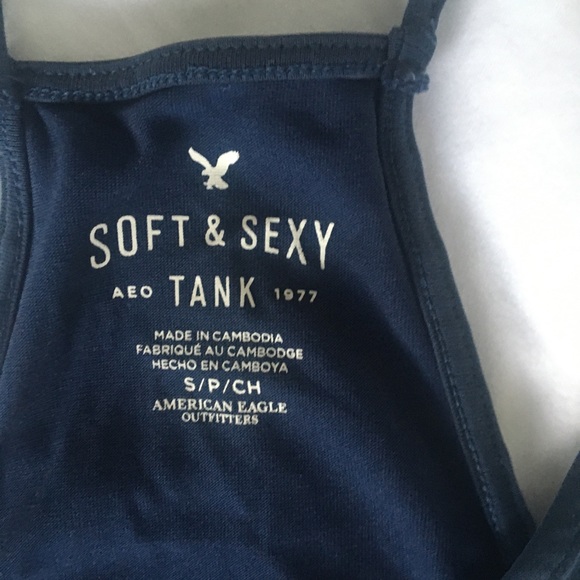 SOFT & SEXY
AEO TANK 1977
MADE IN CAMBODIA
FABRIQUÉ AU CAMBODGE
HECHO EN CAMBOYA
S/P/CH
AMERICAN EAGLE
OUTFITTERS